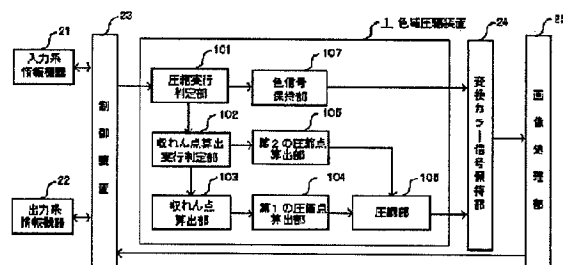 21
入力系
情報機器
22
出力系
情報機器
23
制御装置
1 色域圧縮装置
101
圧縮実行
判定部
107
色信号
保持部
102
収れん点算出
実行判定部
105
第2の圧縮点
算出部
103
収れん点
算出部
104
第1の圧縮点
算出部
106
圧縮部
24
変換カラー信号保持部
25
画像処理部